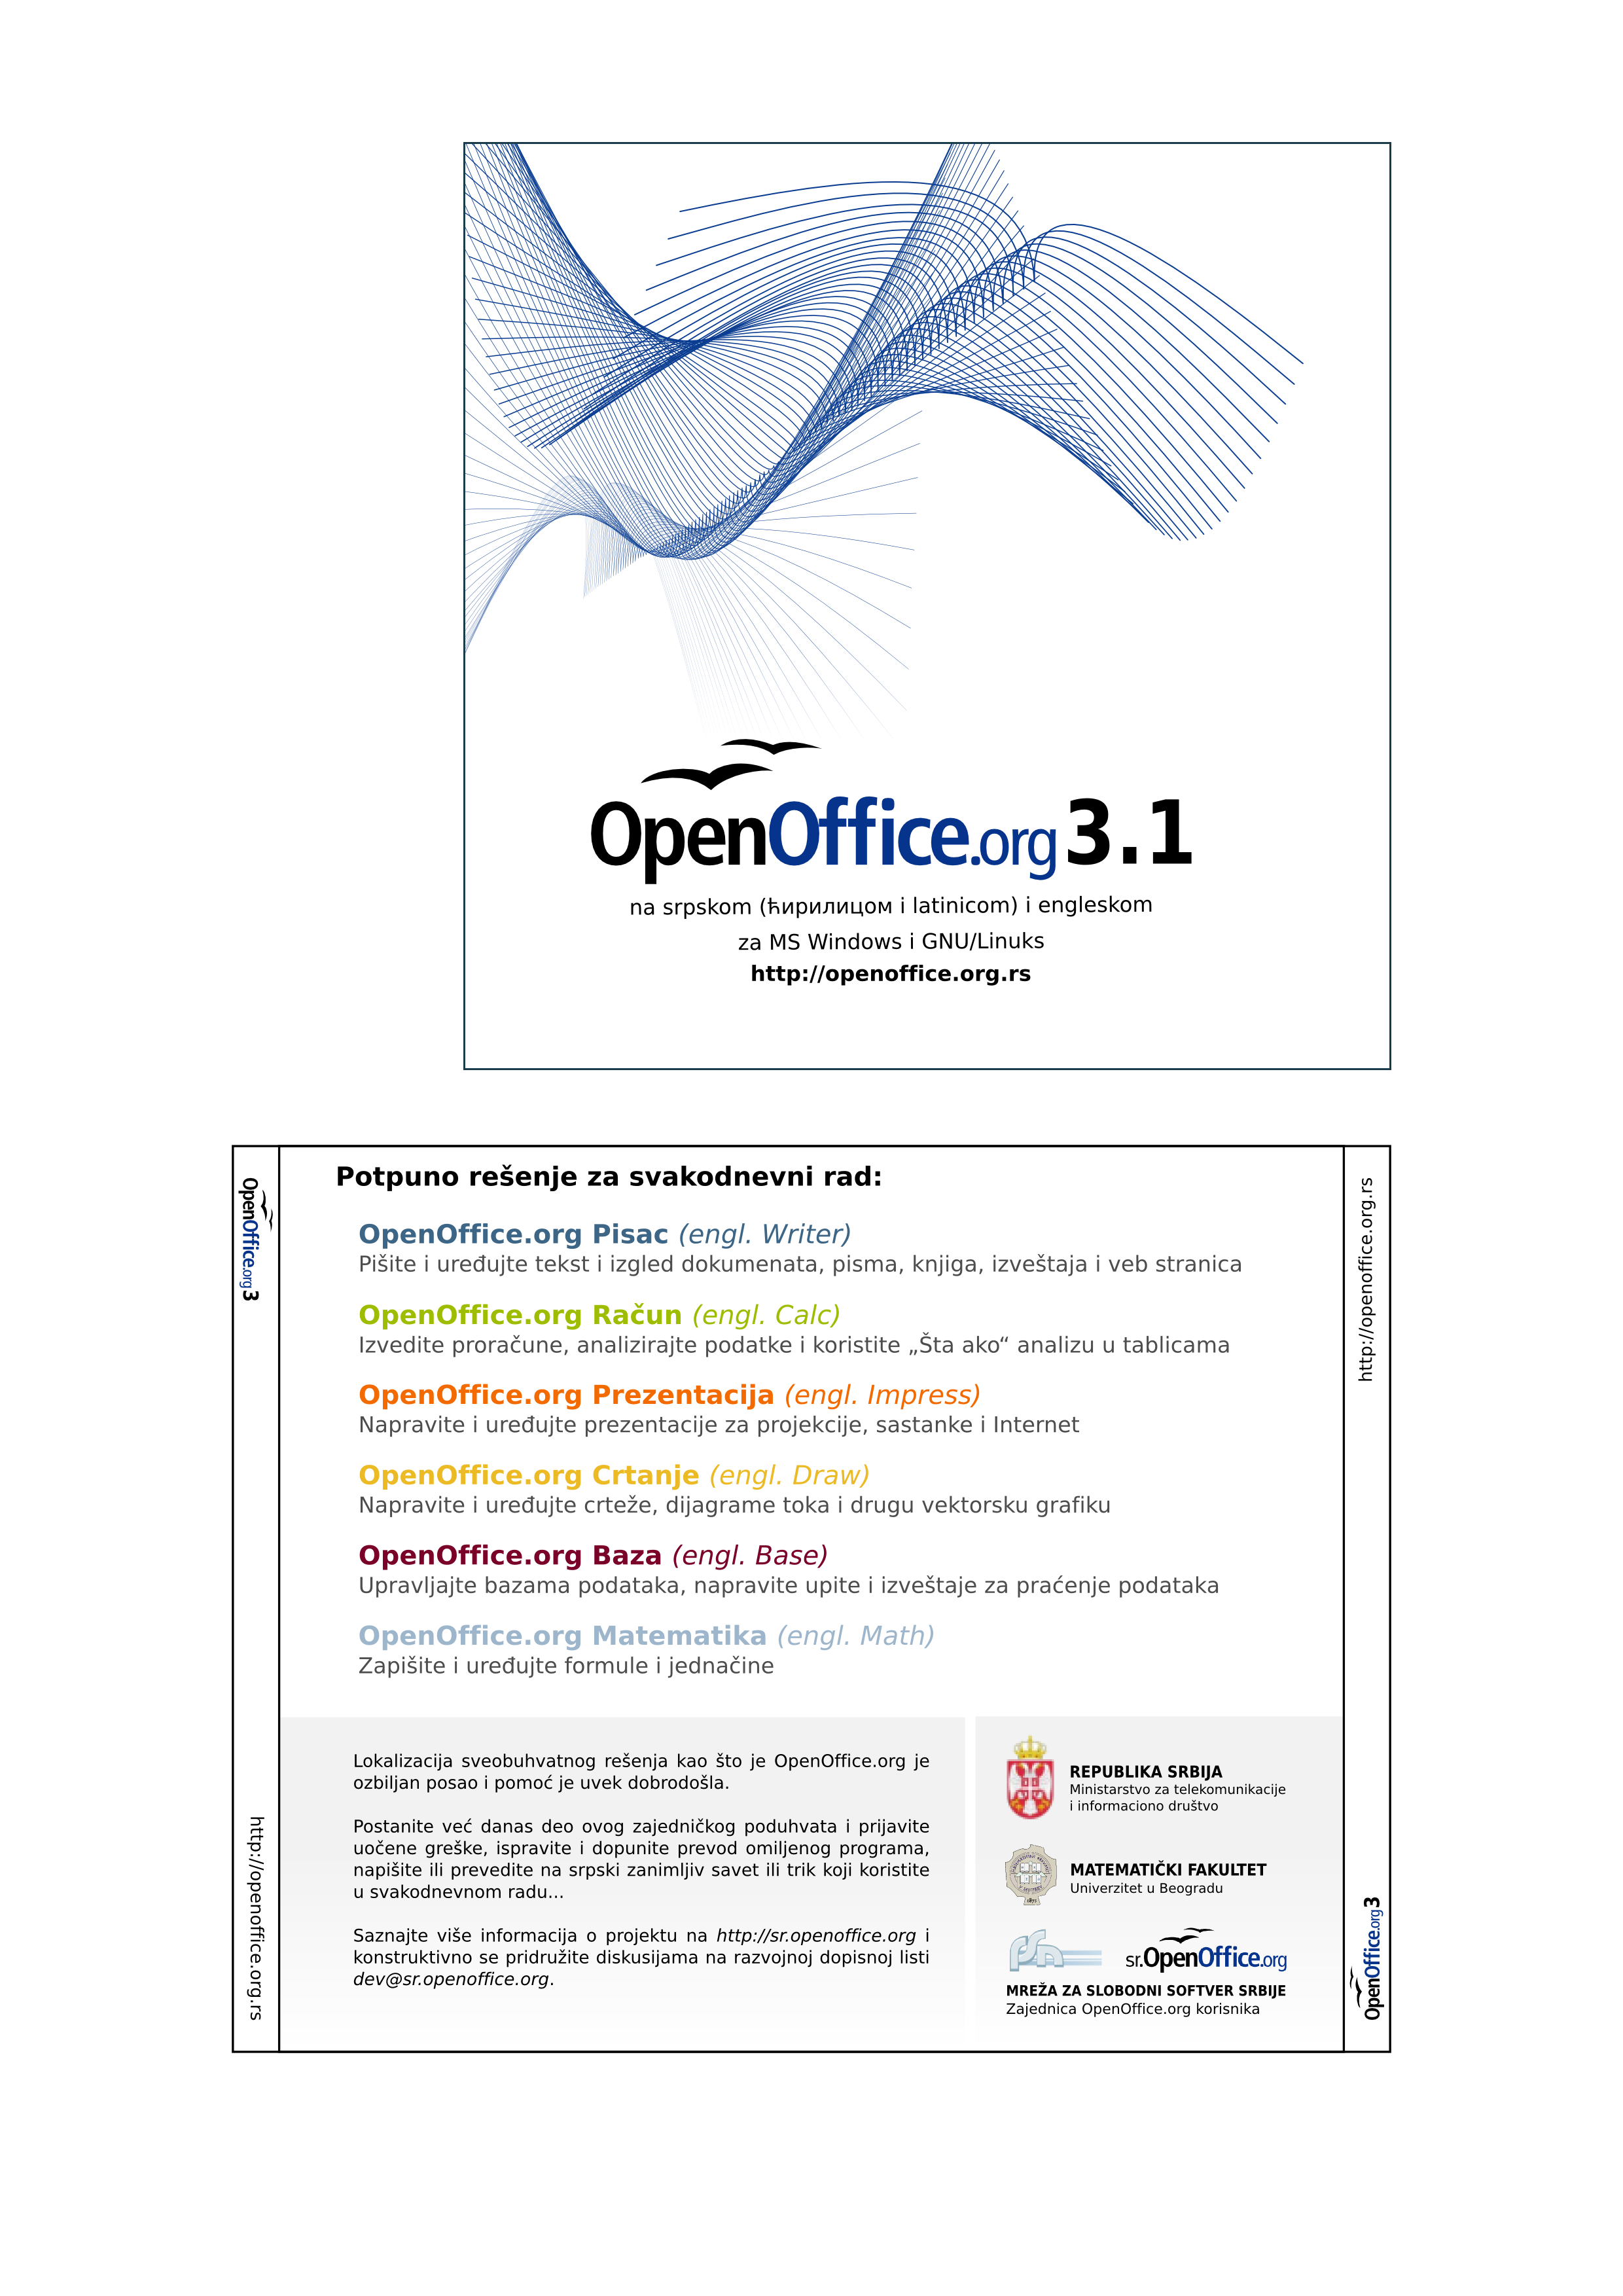 OpenOffice.org 3.1
na srpskom (ћирилицом i latinicom) i engleskom
za MS Windows i GNU/Linuks
http://openoffice.org.rs
OpenOffice.org 3
http://openoffice.org.rs
Potpuno rešenje za svakodnevni rad:
OpenOffice.org Pisac (engl. Writer)
Pišite i uređujte tekst i izgled dokumenata, pisma, knjiga, izveštaja i veb stranica
OpenOffice.org Račun (engl. Calc)
Izvedite proračune, analizirajte podatke i koristite „Šta ako“ analizu u tablicama
OpenOffice.org Prezentacija (engl. Impress)
Napravite i uređujte prezentacije za projekcije, sastanke i Internet
OpenOffice.org Crtanje (engl. Draw)
Napravite i uređujte crteže, dijagrame toka i drugu vektorsku grafiku
OpenOffice.org Baza (engl. Base)
Upravljajte bazama podataka, napravite upite i izveštaje za praćenje podataka
OpenOffice.org Matematika (engl. Math)
Zapišite i uređujte formule i jednačine
Lokalizacija sveobuhvatnog rešenja kao što je OpenOffice.org je
ozbiljan posao i pomoć je uvek dobrodošla.
Postanite već danas deo ovog zajedničkog poduhvata i prijavite
uočene greške, ispravite i dopunite prevod omiljenog programa,
napišite ili prevedite na srpski zanimljiv savet ili trik koji koristite
u svakodnevnom radu...
Saznajte više informacija o projektu na http://sr.openoffice.org i
konstruktivno se pridružite diskusijama na razvojnoj dopisnoj listi
dev@sr.openoffice.org.
REPUBLIKA SRBIJA
Ministarstvo za telekomunikacije
i informaciono društvo
MATEMATIČKI FAKULTET
Univerzitet u Beogradu
sr.OpenOffice.org
MREŽA ZA SLOBODNI SOFTVER SRBIJE
Zajednica OpenOffice.org korisnika
http://openoffice.org.rs
OpenOffice.org 3